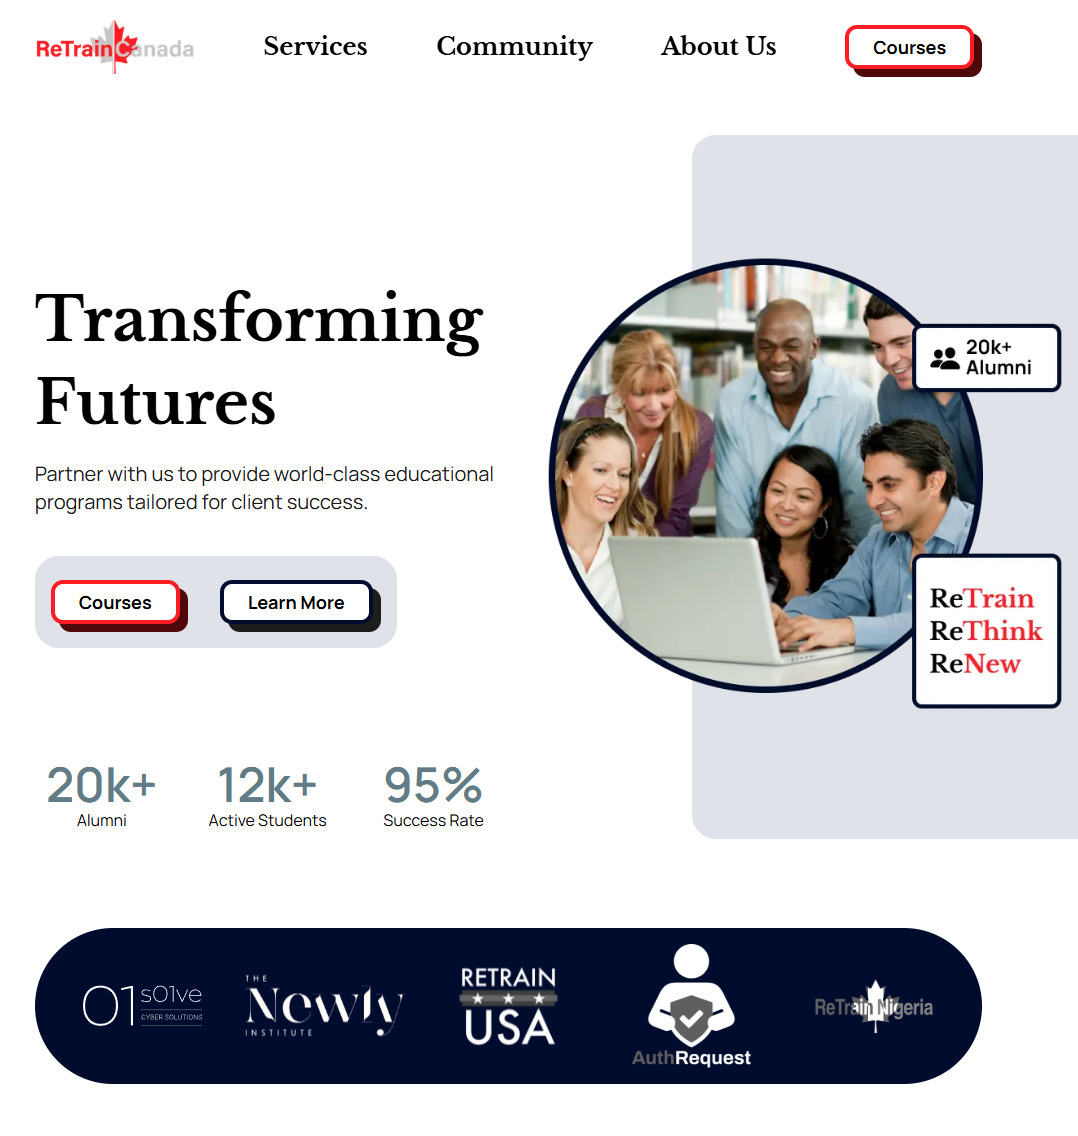 ReTrainCanada
Services
Community
About Us
Courses
Transforming
Futures
Partner with us to provide world-class educational
programs tailored for client success.
Courses
Learn More
20k+
Alumni
ReTrain
ReThink
ReNew
20k+
Alumni
12k+
Active Students
95%
Success Rate
01
s01ve
CYBER SOLUTIONS
THE
Newly
INSTITUTE
RETRAIN
USA
AuthRequest
ReTrain Nigeria